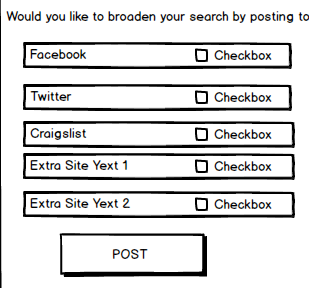 Would you like to broaden your search by posting to
Facebook Checkbox
Twitter Checkbox
Craigslist Checkbox
Extra Site Yext 1 Checkbox
Extra Site Yext 2 Checkbox
POST